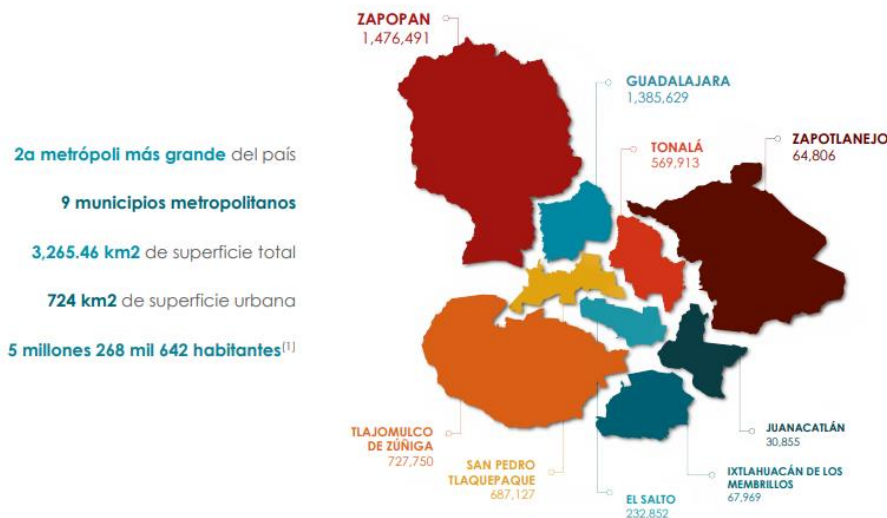 2a metrópoli más grande del país
9 municipios metropolitanos
3,265.46 km2 de superficie total
724 km2 de superficie urbana
5 millones 268 mil 642 habitantes(1)
ZAPOPAN
1,476,491
GUADALAJARA
1,385,629
TONALÁ
569,913
ZAPOTLANEJO
64,806
TLAJOMULCO
DE ZÚÑIGA
727,750
SAN PEDRO
TLAQUEPAQUE
687,127
EL SALTO
232,852
JUANACATLÁN
30,855
IXTLAHUACÁN DE LOS
MEMBRILLOS
67,969